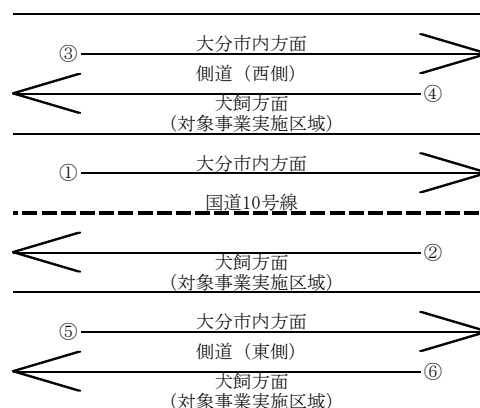 大分市内方面
③
側道（西側）
④
犬飼方面
（対象事業実施区域）
大分市内方面
①
国道10号線
②
犬飼方面
（対象事業実施区域）
大分市内方面
⑤
側道（東側）
⑥
犬飼方面
（対象事業実施区域）